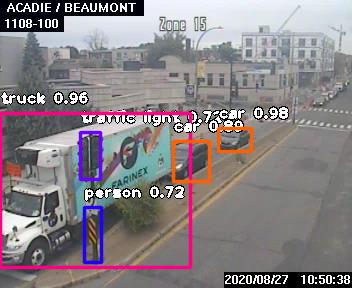 ACADIE / BEAUMONT
1108-100
Zone 15
truck 0.96
traffic light 0.7
car 0.98
car 0.89
person 0.72
FARINEX
2020/08/27 10:50:38